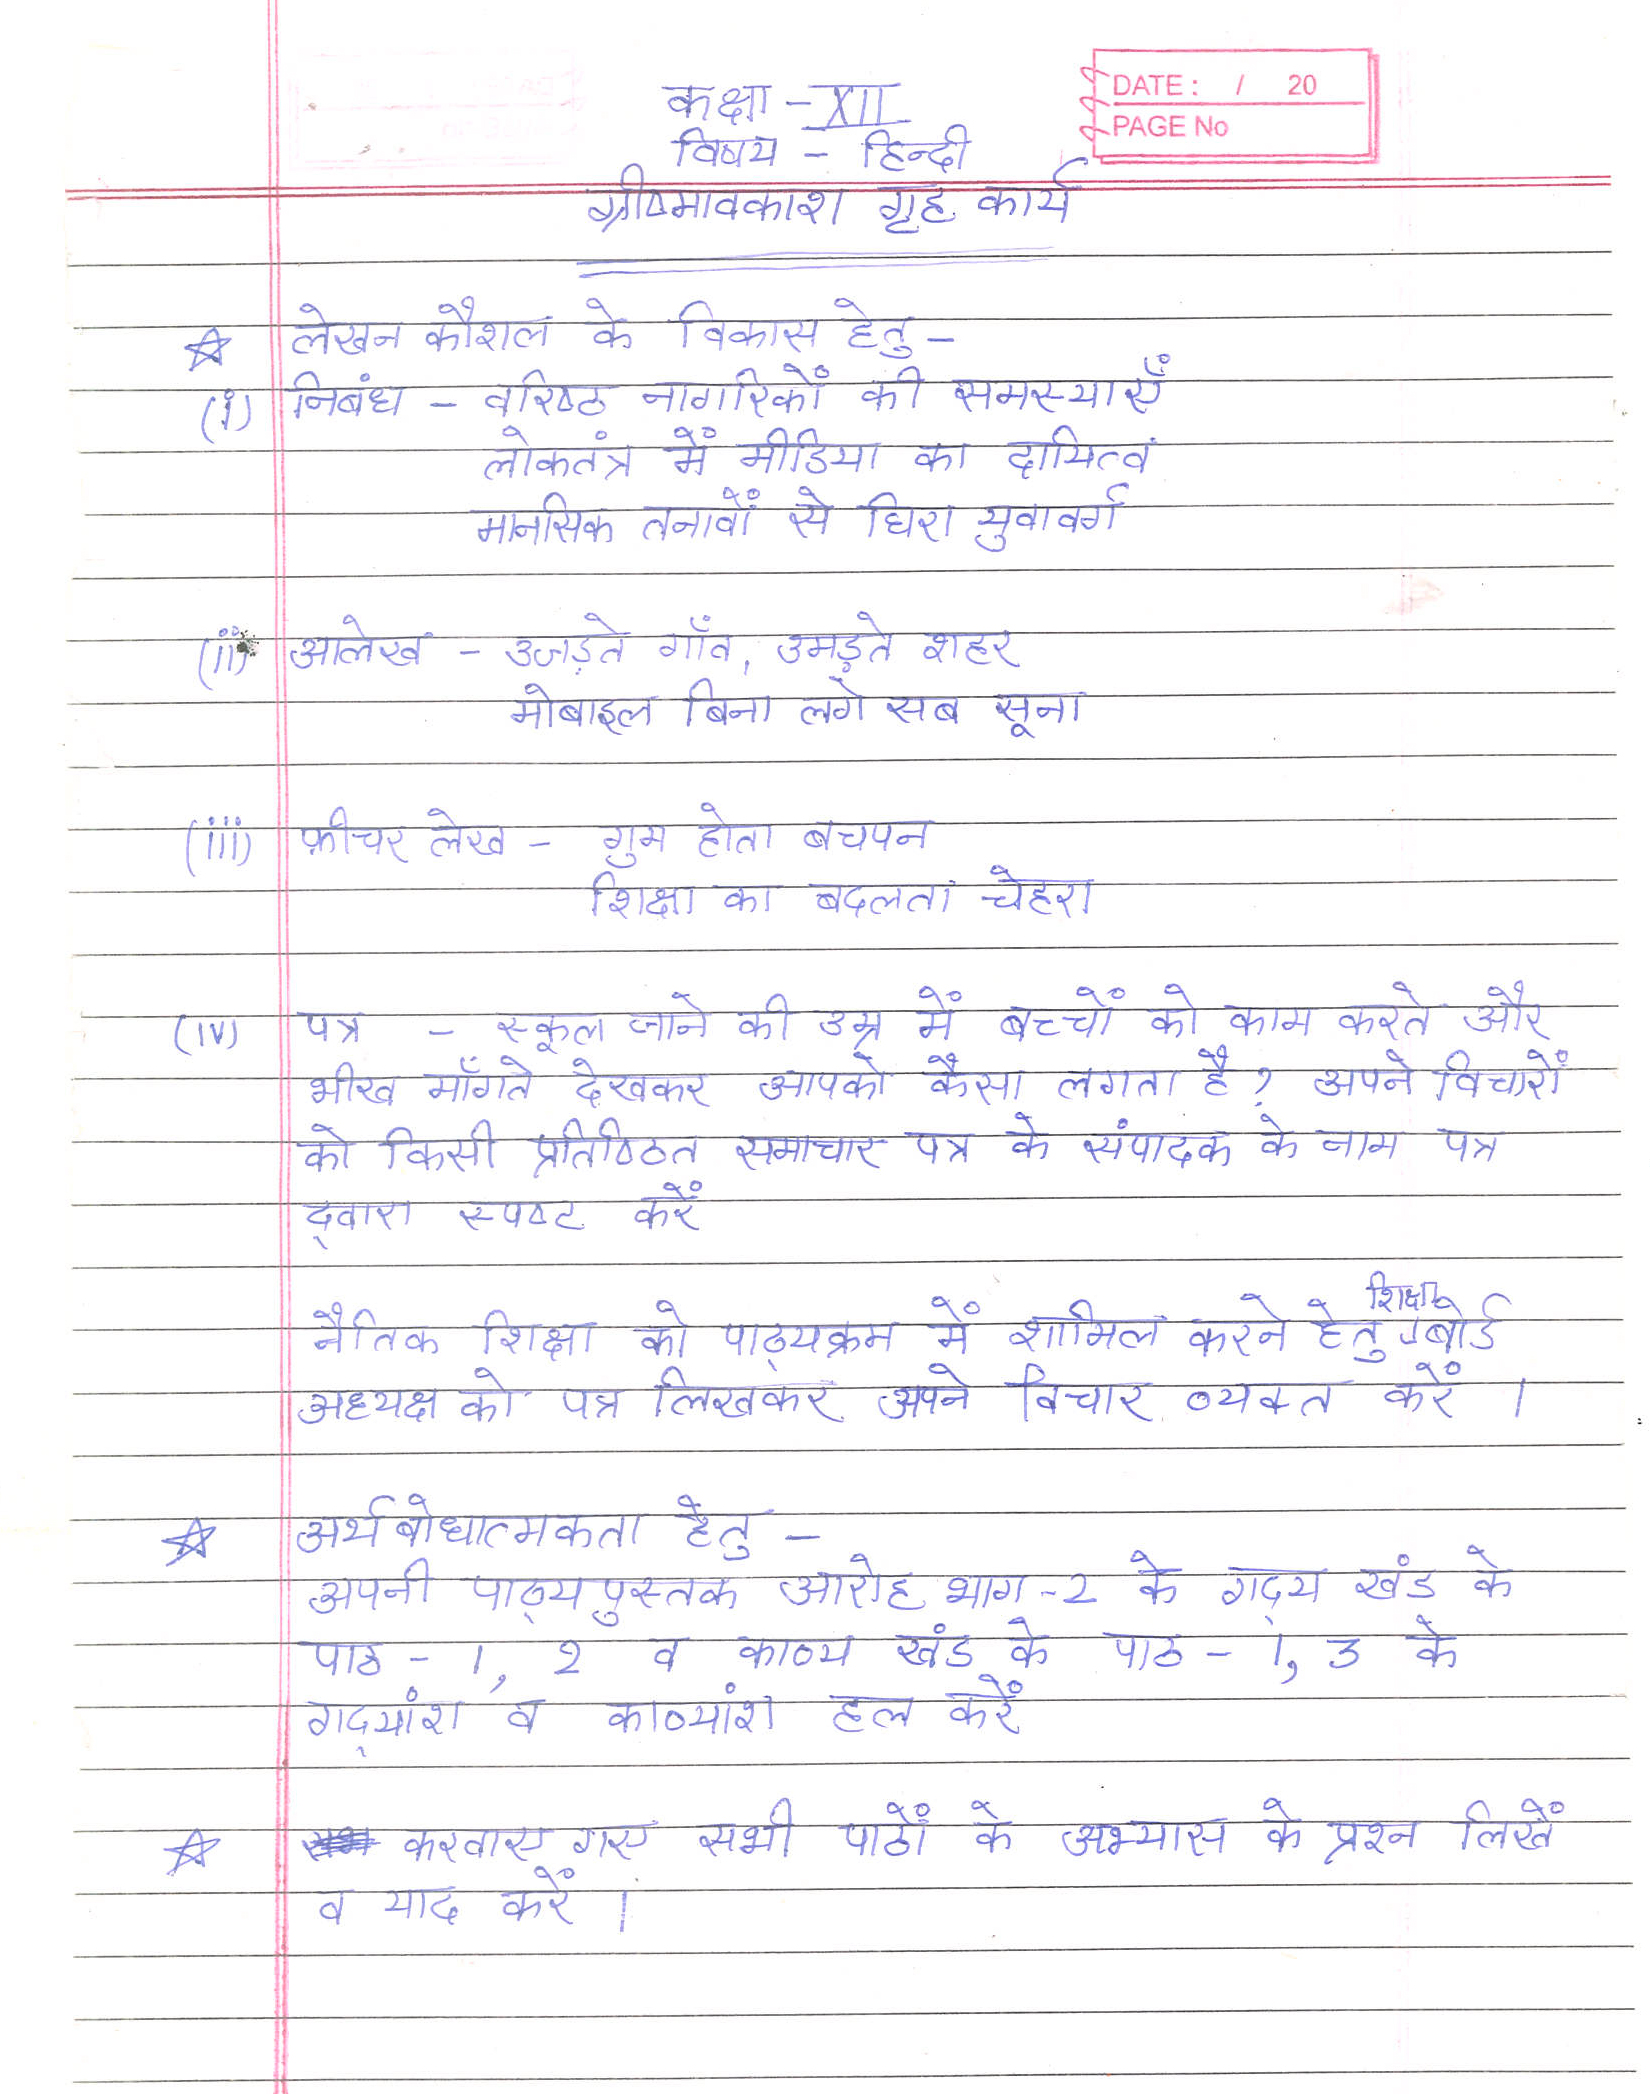 कक्षा - XII
DATE : / 20
PAGE No
विषय - हिन्दी
ग्रीष्मावकाश गृह कार्य
लेखन कौशल के विकास हेतु -
(i) निबंध - वरिष्ठ नागरिकों की समस्याएँ
लोकतंत्र में मीडिया का दायित्व
मानसिक तनावों से घिरा युवावर्ग
(ii) आलेख - उजड़ते गाँव, उमड़ते शहर
मोबाइल बिना लगे सब सूना
(iii) फ़ीचर लेख - गुम होता बचपन
शिक्षा का बदलता चेहरा
(iv) पत्र - स्कूल जाने की उम्र में बच्चों को काम करते और
भीख माँगते देखकर आपको कैसा लगता है? अपने विचारों
को किसी प्रतिष्ठित समाचार पत्र के संपादक के नाम पत्र
द्वारा स्पष्ट करें
नैतिक शिक्षा को पाठ्यक्रम में शामिल करने हेतु शिक्षा बोर्ड
अध्यक्ष को पत्र लिखकर अपने विचार व्यक्त करें ।
अर्थबोधात्मकता हेतु -
अपनी पाठ्यपुस्तक आरोह भाग-2 के गद्य खंड के
पाठ - 1, 2 व काव्य खंड के पाठ - 1, 3 के
गद्यांश व काव्यांश हल करें
करवाए गए सभी पाठों के अभ्यास के प्रश्न लिखें
व याद करें ।